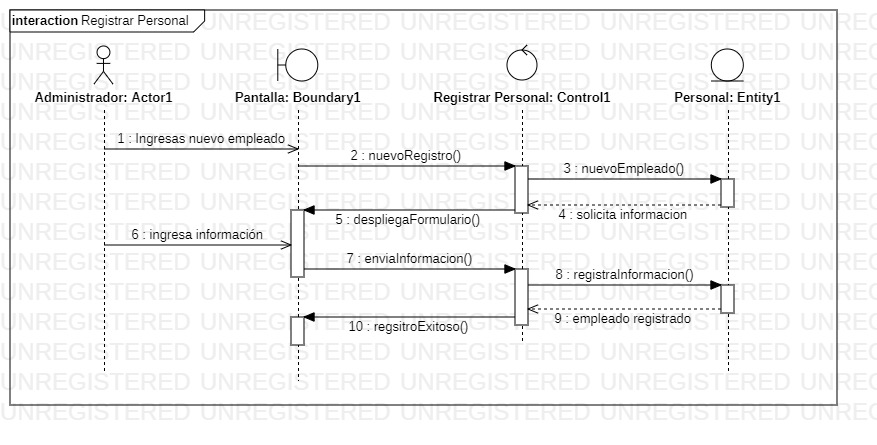 interaction Registrar Personal
Administrador: Actor1
Pantalla: Boundary1
Registrar Personal: Control1
Personal: Entity1
1 : Ingresas nuevo empleado
2 : nuevoRegistro()
3 : nuevoEmpleado()
4 : solicita informacion
5 : despliegaFormulario()
6 : ingresa información
7 : enviaInformacion()
8 : registraInformacion()
9 : empleado registrado
10 : regsitroExitoso()
UNREGISTERED